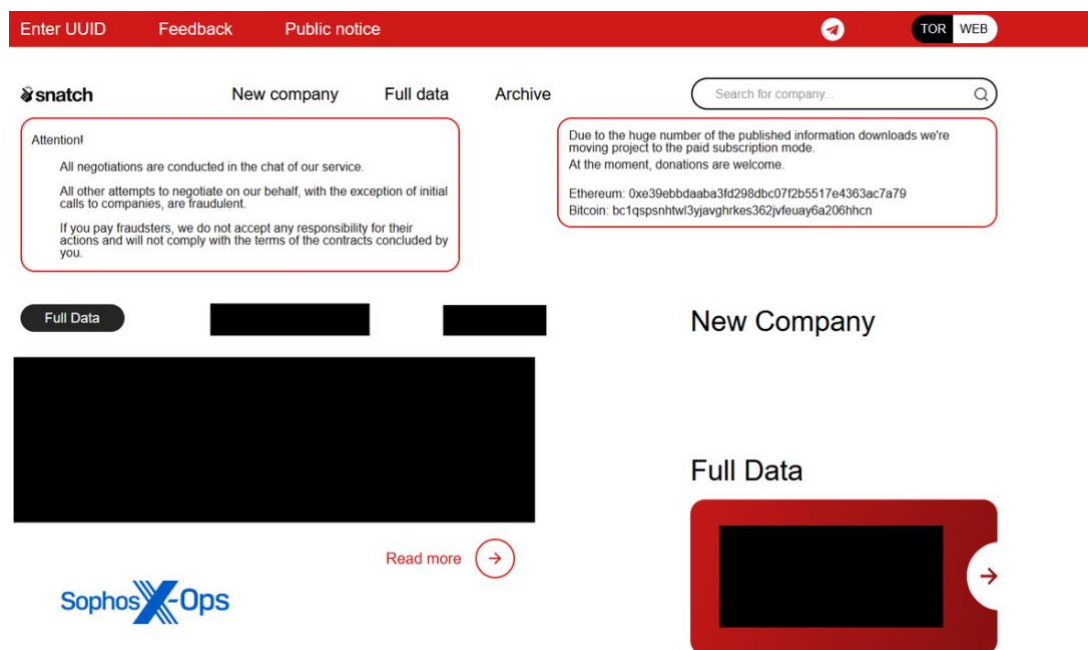 Enter UUID Feedback Public notice TOR WEB
snatch New company Full data Archive Search for company...
Attention!
All negotiations are conducted in the chat of our service.
All other attempts to negotiate on our behalf, with the exception of initial
calls to companies, are fraudulent.
If you pay fraudsters, we do not accept any responsibility for their
actions and will not comply with the terms of the contracts concluded by
you.
Due to the huge number of the published information downloads we're
moving project to the paid subscription mode.
At the moment, donations are welcome.
Ethereum: 0xe39ebbdaaba3fd298dbc07f2b5517e4363ac7a79
Bitcoin: bc1qspsnhtwl3yjavghrkes362jvfeuay6a206hhcn
Full Data
New Company
Full Data
Read more
Sophos X-Ops